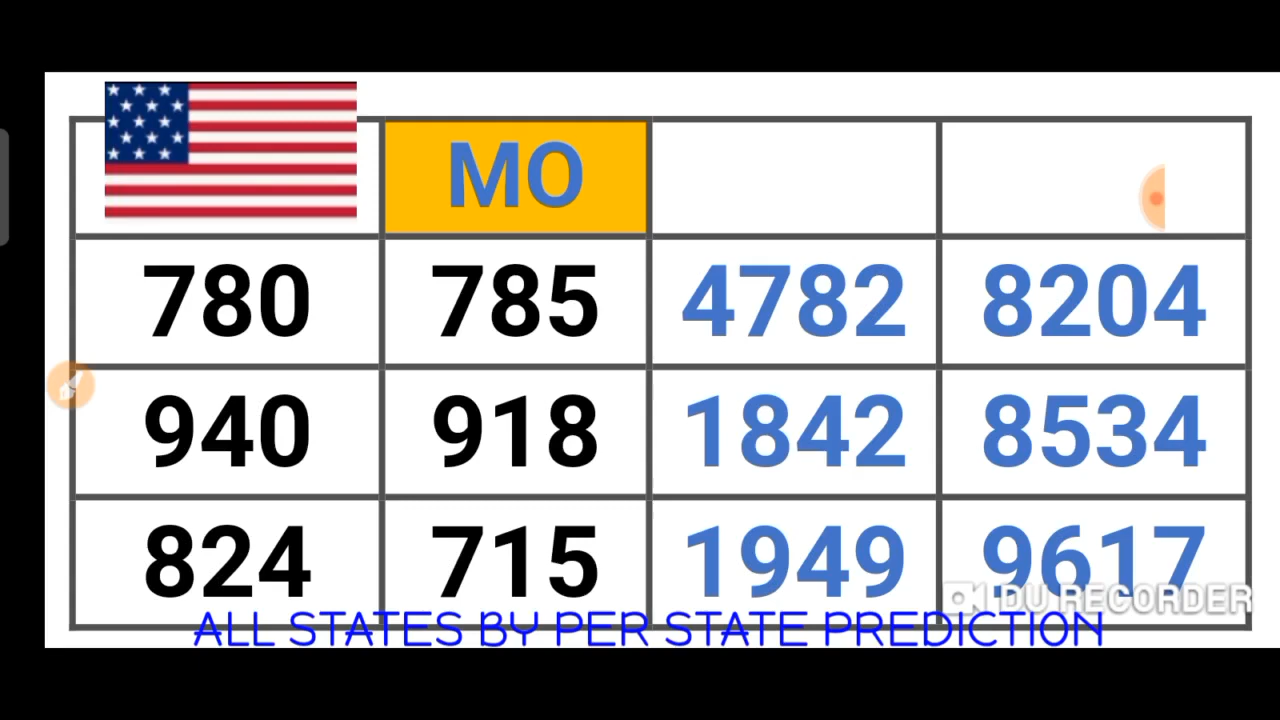 MO
780 785 4782 8204
940 918 1842 8534
824 715 1949 9617
DU RECORDER
ALL STATES BY PER STATE PREDICTION